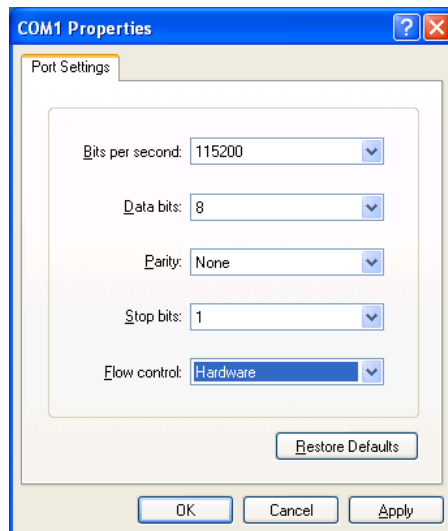 COM1 Properties
Port Settings
Bits per second: 115200
Data bits: 8
Parity: None
Stop bits: 1
Flow control: Hardware
Restore Defaults
OK Cancel Apply